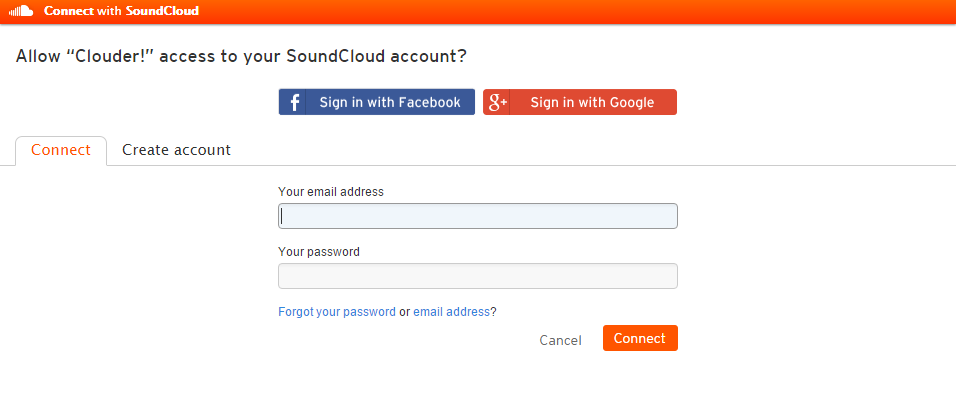 Connect with SoundCloud
Allow “Clouder!” access to your SoundCloud account?
f Sign in with Facebook g+ Sign in with Google
Connect Create account
Your email address
Your password
Forgot your password or email address?
Cancel Connect